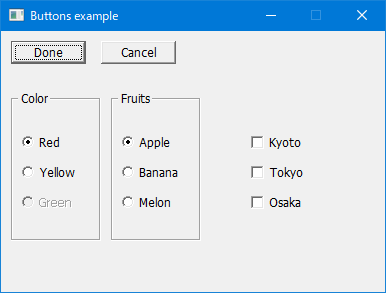 Buttons example
Done Cancel
Color Fruits
Red Apple Kyoto
Yellow Banana Tokyo
Green Melon Osaka